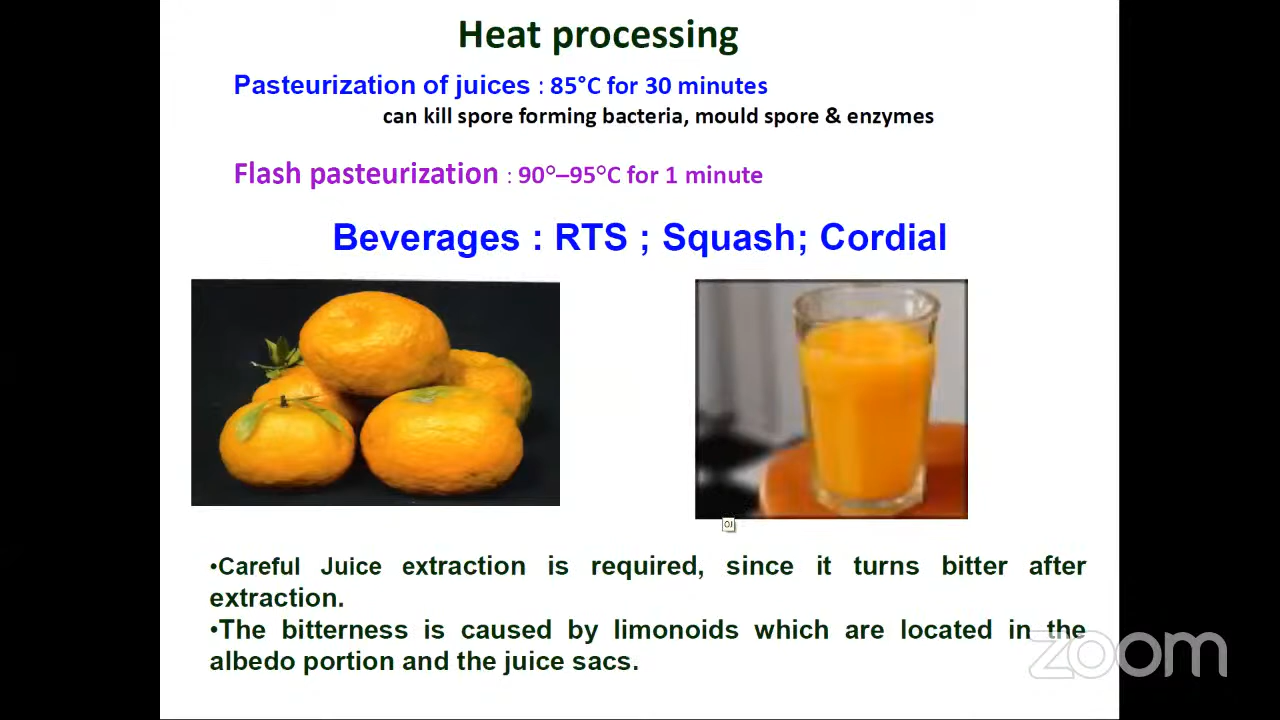 Heat processing
Pasteurization of juices : 85°C for 30 minutes
can kill spore forming bacteria, mould spore & enzymes
Flash pasteurization : 90°–95°C for 1 minute
Beverages : RTS ; Squash; Cordial
OJ
•Careful Juice extraction is required, since it turns bitter after
extraction.
•The bitterness is caused by limonoids which are located in the
albedo portion and the juice sacs.
zoom